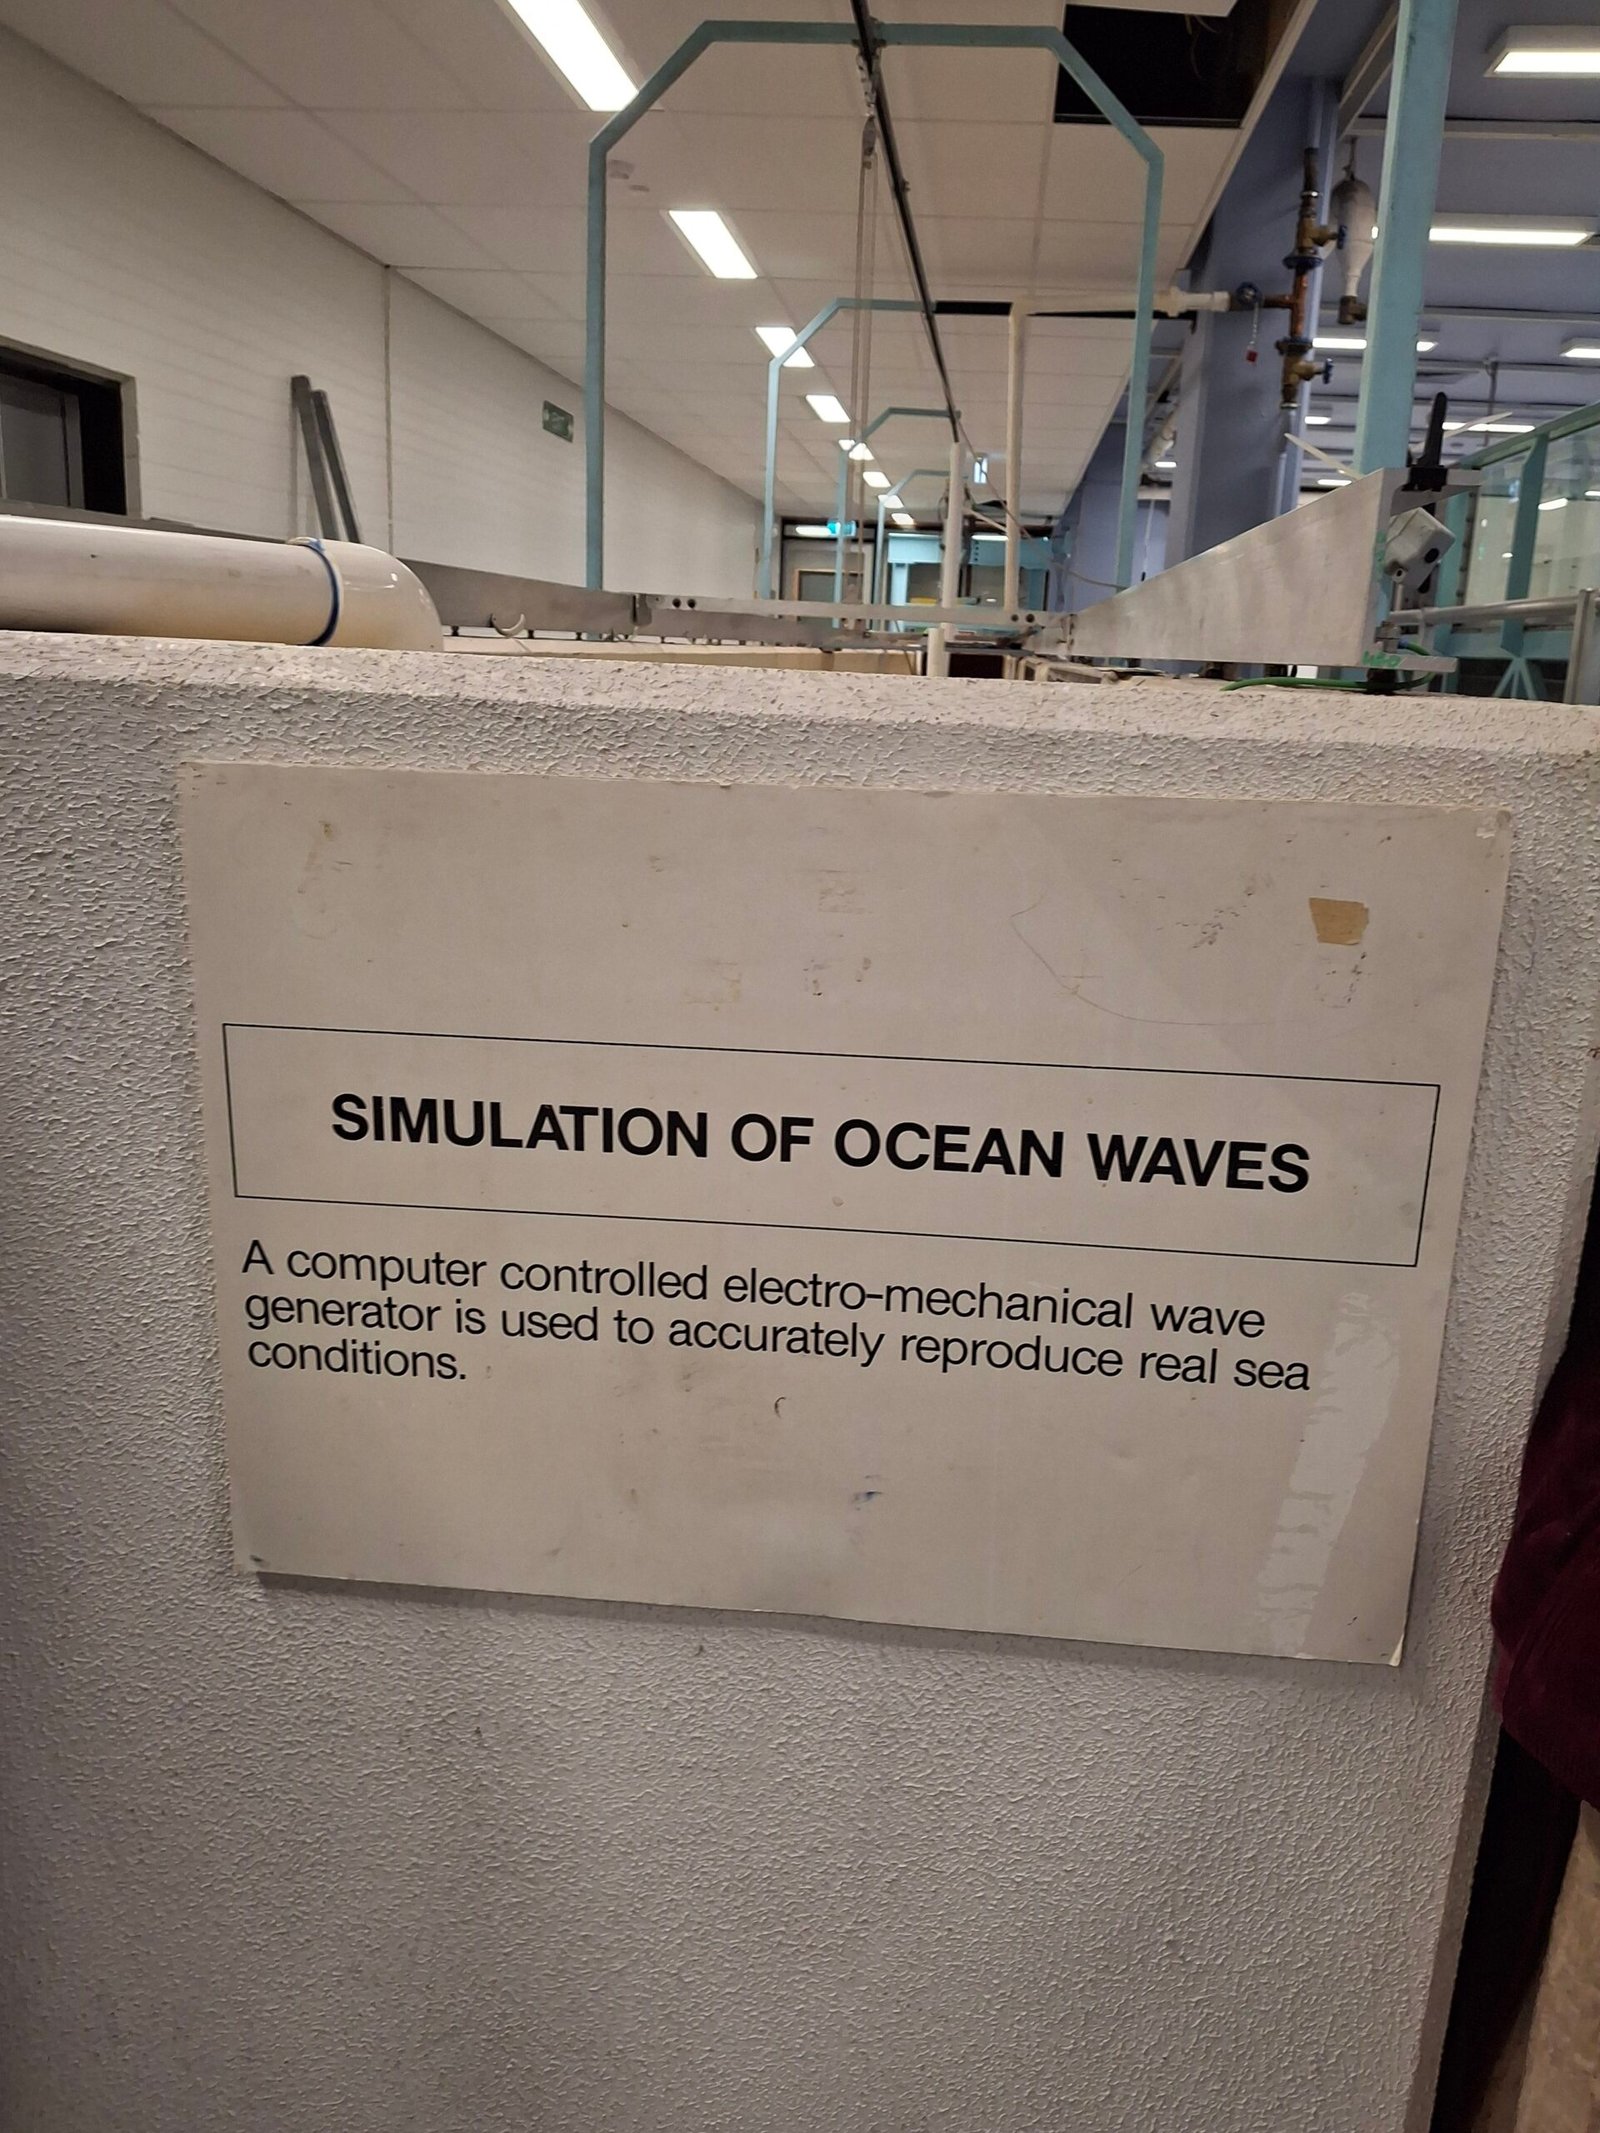 SIMULATION OF OCEAN WAVES
A computer controlled electro-mechanical wave
generator is used to accurately reproduce real sea
conditions.